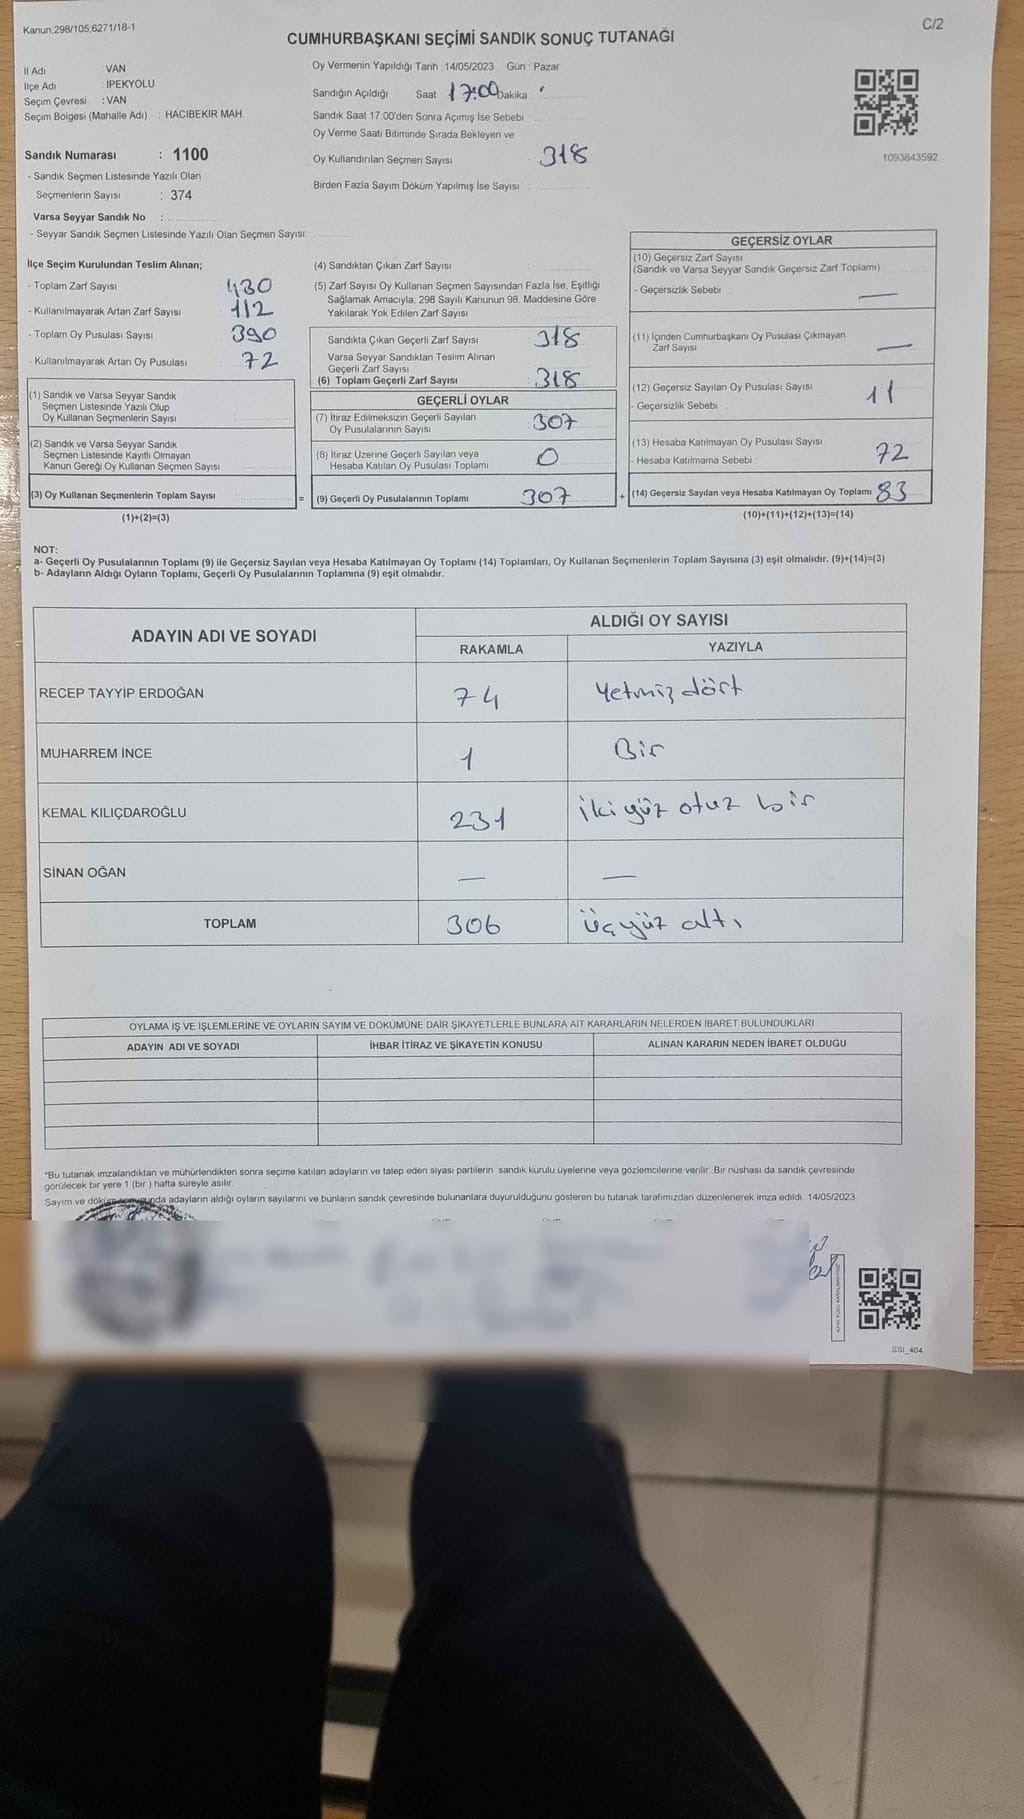 Kanun;298/105;6271/18-1
C/2
CUMHURBAŞKANI SEÇİMİ SANDIK SONUÇ TUTANAĞI
İl Adı VAN
İlçe Adı : İPEKYOLU
Seçim Çevresi : VAN
Seçim Bölgesi (Mahalle Adı) : HACIBEKİR MAH.
Sandık Numarası : 1100
- Sandık Seçmen Listesinde Yazılı Olan
Seçmenlerin Sayısı : 374
Varsa Seyyar Sandık No :
- Seyyar Sandık Seçmen Listesinde Yazılı Olan Seçmen Sayısı:
Oy Vermenin Yapıldığı Tarih : 14/05/2023 Gün : Pazar
Sandığın Açıldığı Saat 17:00 Dakika :
Sandık Saat 17:00'den Sonra Açımış İse Sebebi :
Oy Verme Saati Bitiminde Sırada Bekleyen ve
Oy Kullandırılan Seçmen Sayısı 318
Birden Fazla Sayım Döküm Yapılmış İse Sayısı :
1093843592
İlçe Seçim Kurulundan Teslim Alınan;
- Toplam Zarf Sayısı 430
- Kullanılmayarak Artan Zarf Sayısı 112
- Toplam Oy Pusulası Sayısı 390
- Kullanılmayarak Artan Oy Pusulası 72
(1) Sandık ve Varsa Seyyar Sandık
Seçmen Listesinde Yazılı Olup
Oy Kullanan Seçmenlerin Sayısı :
(2) Sandık ve Varsa Seyyar Sandık
Seçmen Listesinde Kayıtlı Olmayan
Kanun Gereği Oy Kullanan Seçmen Sayısı
(3) Oy Kullanan Seçmenlerin Toplam Sayısı : =
(1)+(2)=(3)
(4) Sandıktan Çıkan Zarf Sayısı
(5) Zarf Sayısı Oy Kullanan Seçmen Sayısından Fazla İse, Eşitliği
Sağlamak Amacıyla, 298 Sayılı Kanunun 98. Maddesine Göre
Yakılarak Yok Edilen Zarf Sayısı
Sandıkta Çıkan Geçerli Zarf Sayısı 318
Varsa Seyyar Sandıktan Teslim Alınan
Geçerli Zarf Sayısı
(6) Toplam Geçerli Zarf Sayısı 318
GEÇERLİ OYLAR
(7) İtiraz Edilmeksizin Geçerli Sayılan
Oy Pusulalarının Sayısı 307
(8) İtiraz Üzerine Geçerli Sayılan veya
Hesaba Katılan Oy Pusulası Toplamı 0
(9) Geçerli Oy Pusulalarının Toplamı 307 +
GEÇERSİZ OYLAR
(10) Geçersiz Zarf Sayısı
(Sandık ve Varsa Seyyar Sandık Geçersiz Zarf Toplamı)
- Geçersizlik Sebebi : —
(11) İçinden Cumhurbaşkanı Oy Pusulası Çıkmayan
Zarf Sayısı —
(12) Geçersiz Sayılan Oy Pusulası Sayısı 11
- Geçersizlik Sebebi :
(13) Hesaba Katılmayan Oy Pusulası Sayısı 72
- Hesaba Katılmama Sebebi :
(14) Geçersiz Sayılan veya Hesaba Katılmayan Oy Toplamı 83
(10)+(11)+(12)+(13)=(14)
NOT:
a- Geçerli Oy Pusulalarının Toplamı (9) ile Geçersiz Sayılan veya Hesaba Katılmayan Oy Toplamı (14) Toplamları, Oy Kullanan Seçmenlerin Toplam Sayısına (3) eşit olmalıdır. (9)+(14)=(3)
b- Adayların Aldığı Oyların Toplamı, Geçerli Oy Pusulalarının Toplamına (9) eşit olmalıdır.
ADAYIN ADI VE SOYADI
ALDIĞI OY SAYISI
RAKAMLA YAZIYLA
RECEP TAYYİP ERDOĞAN 74 Yetmiş dört
MUHARREM İNCE 1 Bir
KEMAL KILIÇDAROĞLU 231 iki yüz otuz bir
SİNAN OĞAN — —
TOPLAM 306 üçyüz altı
OYLAMA İŞ VE İŞLEMLERİNE VE OYLARIN SAYIM VE DÖKÜMÜNE DAİR ŞİKAYETLERLE BUNLARA AİT KARARLARIN NELERDEN İBARET BULUNDUKLARI
ADAYIN ADI VE SOYADI İHBAR İTİRAZ VE ŞİKAYETİN KONUSU ALINAN KARARIN NEDEN İBARET OLDUĞU
*Bu tutanak imzalandıktan ve mühürlendikten sonra seçime katılan adayların ve talep eden siyasi partilerin sandık kurulu üyelerine veya gözlemcilerine verilir. Bir nüshası da sandık çevresinde
görülecek bir yere 1 (bir ) hafta süreyle asılır.
Sayım ve döküm sonucunda adayların aldığı oyların sayılarını ve bunların sandık çevresinde bulunanlara duyurulduğunu gösteren bu tutanak tarafımızdan düzenlenerek imza edildi. 14/05/2023
SSI_404